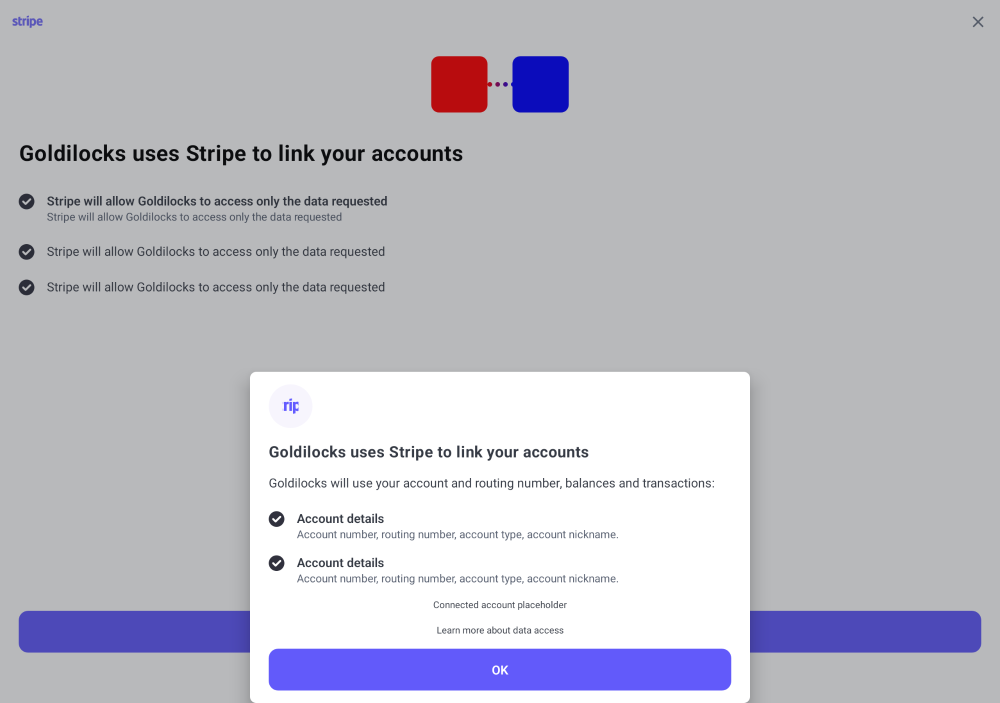 stripe
Goldilocks uses Stripe to link your accounts
Stripe will allow Goldilocks to access only the data requested
Stripe will allow Goldilocks to access only the data requested
Stripe will allow Goldilocks to access only the data requested
Stripe will allow Goldilocks to access only the data requested
rip
Goldilocks uses Stripe to link your accounts
Goldilocks will use your account and routing number, balances and transactions:
Account details
Account number, routing number, account type, account nickname.
Account details
Account number, routing number, account type, account nickname.
Connected account placeholder
Learn more about data access
OK